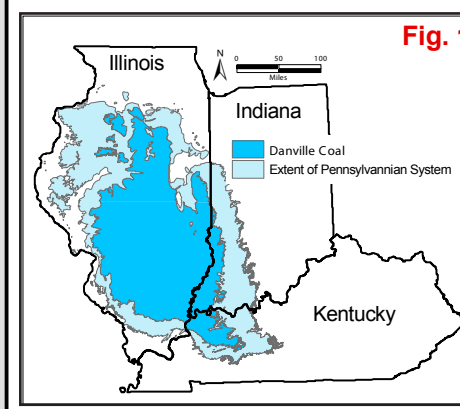 Fig.
Illinois
N
0 50 100
Miles
Indiana
Danville Coal
Extent of Pennsylvannian System
Kentucky